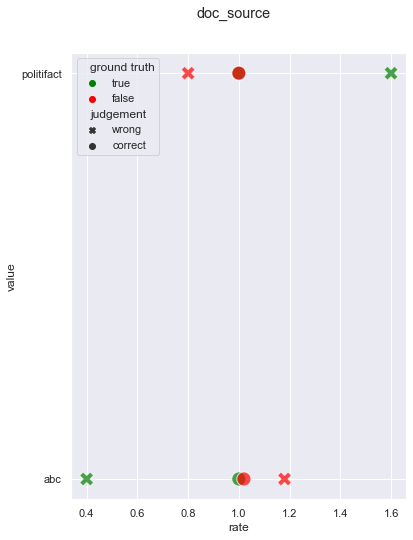 doc_source
politifact
ground truth
true
false
judgement
wrong
correct
value
abc
0.4 0.6 0.8 1.0 1.2 1.4 1.6
rate